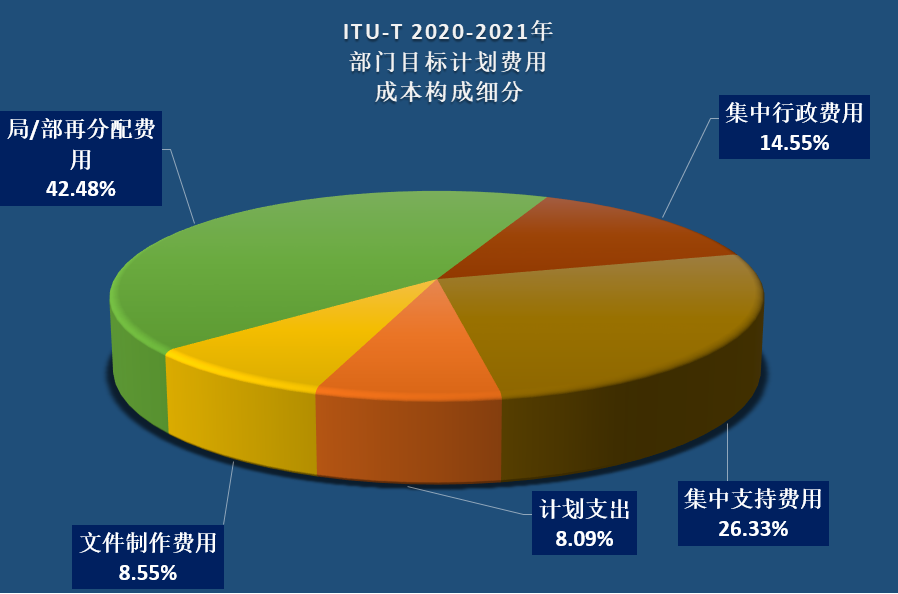 ITU-T 2020-2021年
部门目标计划费用
成本构成细分
局/部再分配费
用
42.48%
集中行政费用
14.55%
集中支持费用
26.33%
计划支出
8.09%
文件制作费用
8.55%